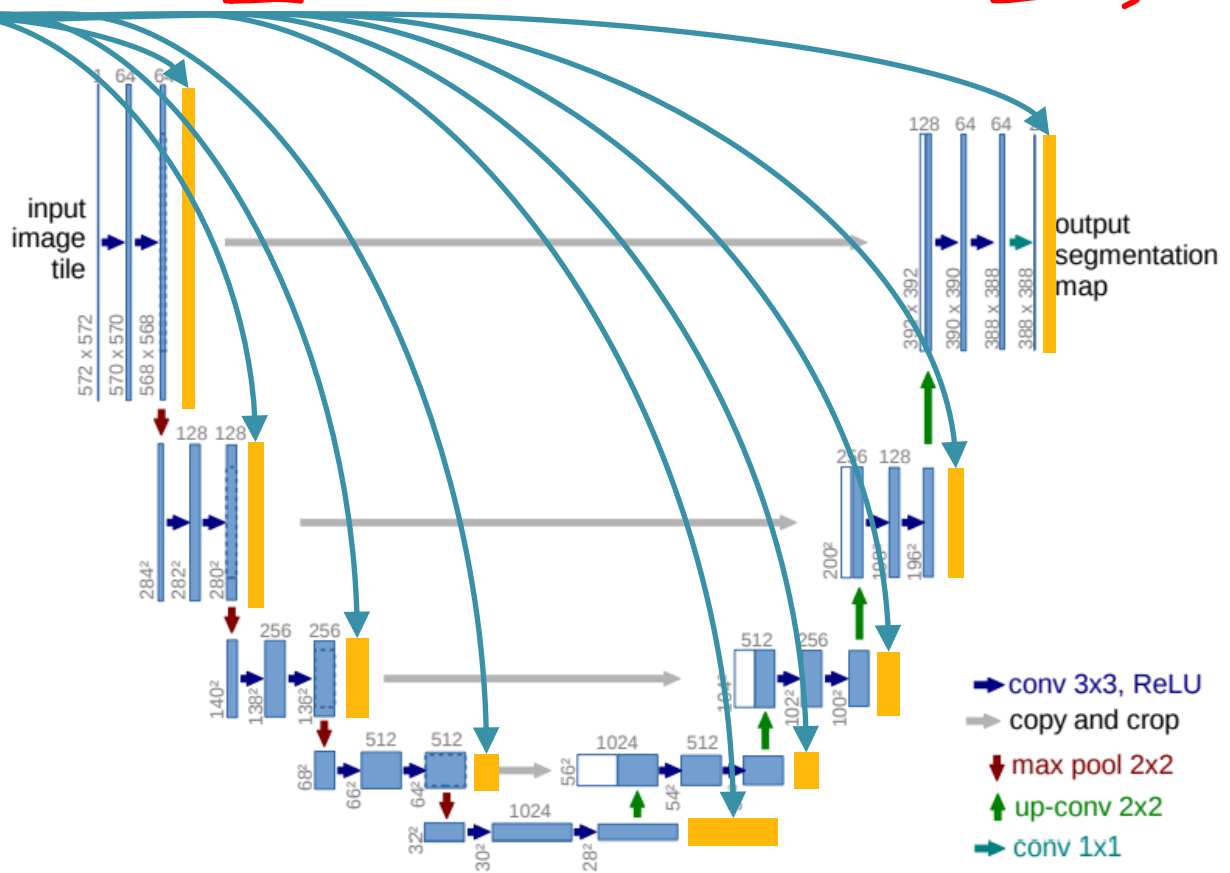 1 64 64
input
image
tile
572 x 572
570 x 570
568 x 568
128 128
284²
282²
280²
256 256
140²
138²
136²
512 512
68²
66²
64²
1024
32²
30²
28²
1024 512
56²
54²
512 256
104²
102²
100²
256 128
200²
198²
196²
128 64 64
392 x 392
390 x 390
388 x 388
388 x 388
output
segmentation
map
conv 3x3, ReLU
copy and crop
max pool 2x2
up-conv 2x2
conv 1x1